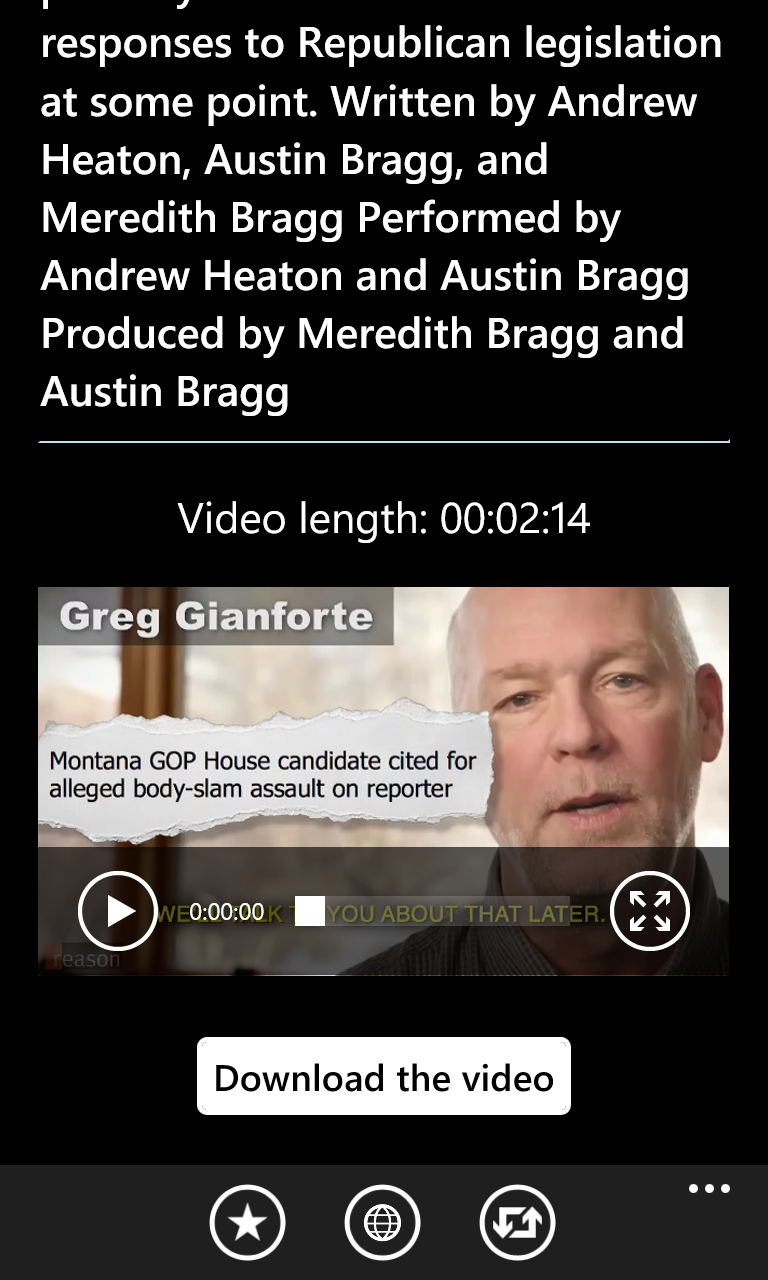 responses to Republican legislation
at some point. Written by Andrew
Heaton, Austin Bragg, and
Meredith Bragg Performed by
Andrew Heaton and Austin Bragg
Produced by Meredith Bragg and
Austin Bragg
Video length: 00:02:14
Greg Gianforte
Montana GOP House candidate cited for
alleged body-slam assault on reporter
0:00:00
YOU ABOUT THAT LATER.
reason
Download the video